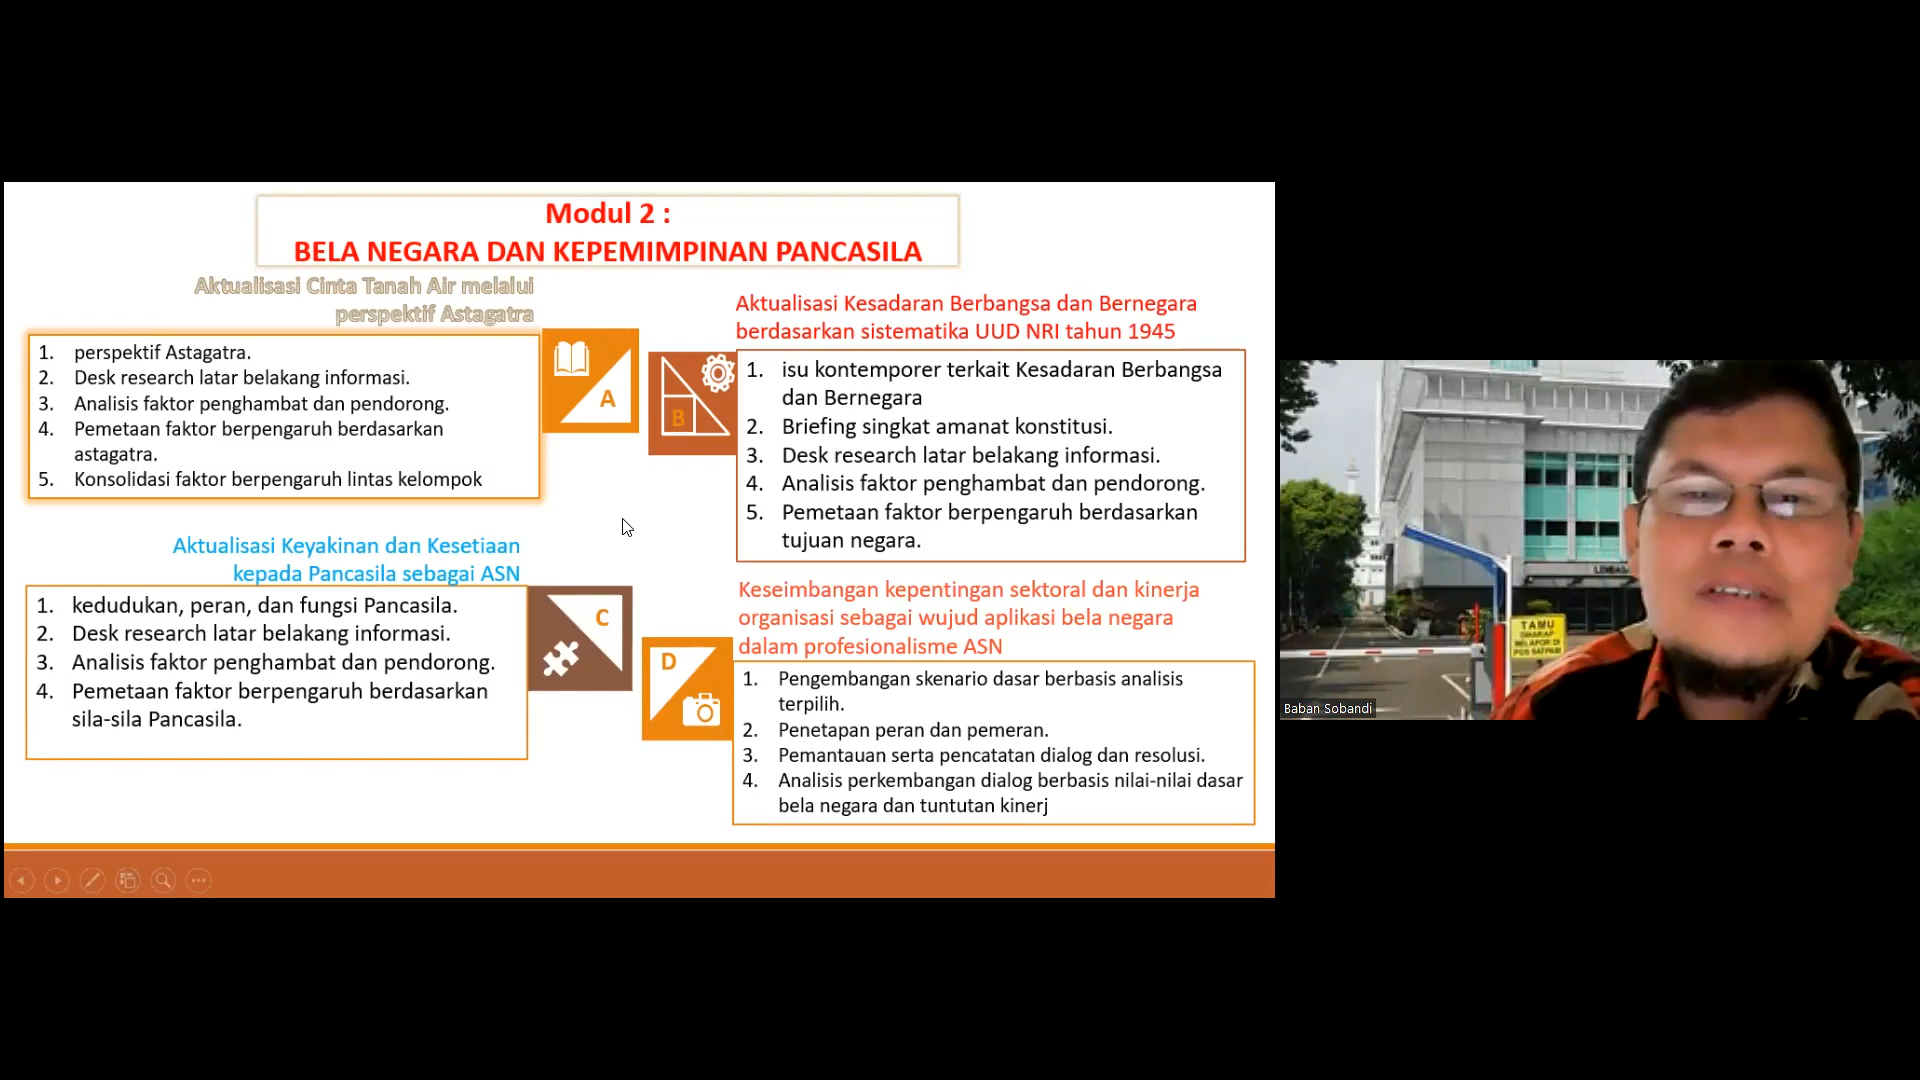 Modul 2 :
BELA NEGARA DAN KEPEMIMPINAN PANCASILA
Aktualisasi Cinta Tanah Air melalui
perspektif Astagatra
1. perspektif Astagatra.
2. Desk research latar belakang informasi.
3. Analisis faktor penghambat dan pendorong.
4. Pemetaan faktor berpengaruh berdasarkan
astagatra.
5. Konsolidasi faktor berpengaruh lintas kelompok
A
Aktualisasi Kesadaran Berbangsa dan Bernegara
berdasarkan sistematika UUD NRI tahun 1945
B
1. isu kontemporer terkait Kesadaran Berbangsa
dan Bernegara
2. Briefing singkat amanat konstitusi.
3. Desk research latar belakang informasi.
4. Analisis faktor penghambat dan pendorong.
5. Pemetaan faktor berpengaruh berdasarkan
tujuan negara.
Aktualisasi Keyakinan dan Kesetiaan
kepada Pancasila sebagai ASN
1. kedudukan, peran, dan fungsi Pancasila.
2. Desk research latar belakang informasi.
3. Analisis faktor penghambat dan pendorong.
4. Pemetaan faktor berpengaruh berdasarkan
sila-sila Pancasila.
C
Keseimbangan kepentingan sektoral dan kinerja
organisasi sebagai wujud aplikasi bela negara
dalam profesionalisme ASN
D
1. Pengembangan skenario dasar berbasis analisis
terpilih.
2. Penetapan peran dan pemeran.
3. Pemantauan serta pencatatan dialog dan resolusi.
4. Analisis perkembangan dialog berbasis nilai-nilai dasar
bela negara dan tuntutan kinerj
TAMU
DIHARAP
MELAPOR DI
POS SATPAM
Baban Sobandi